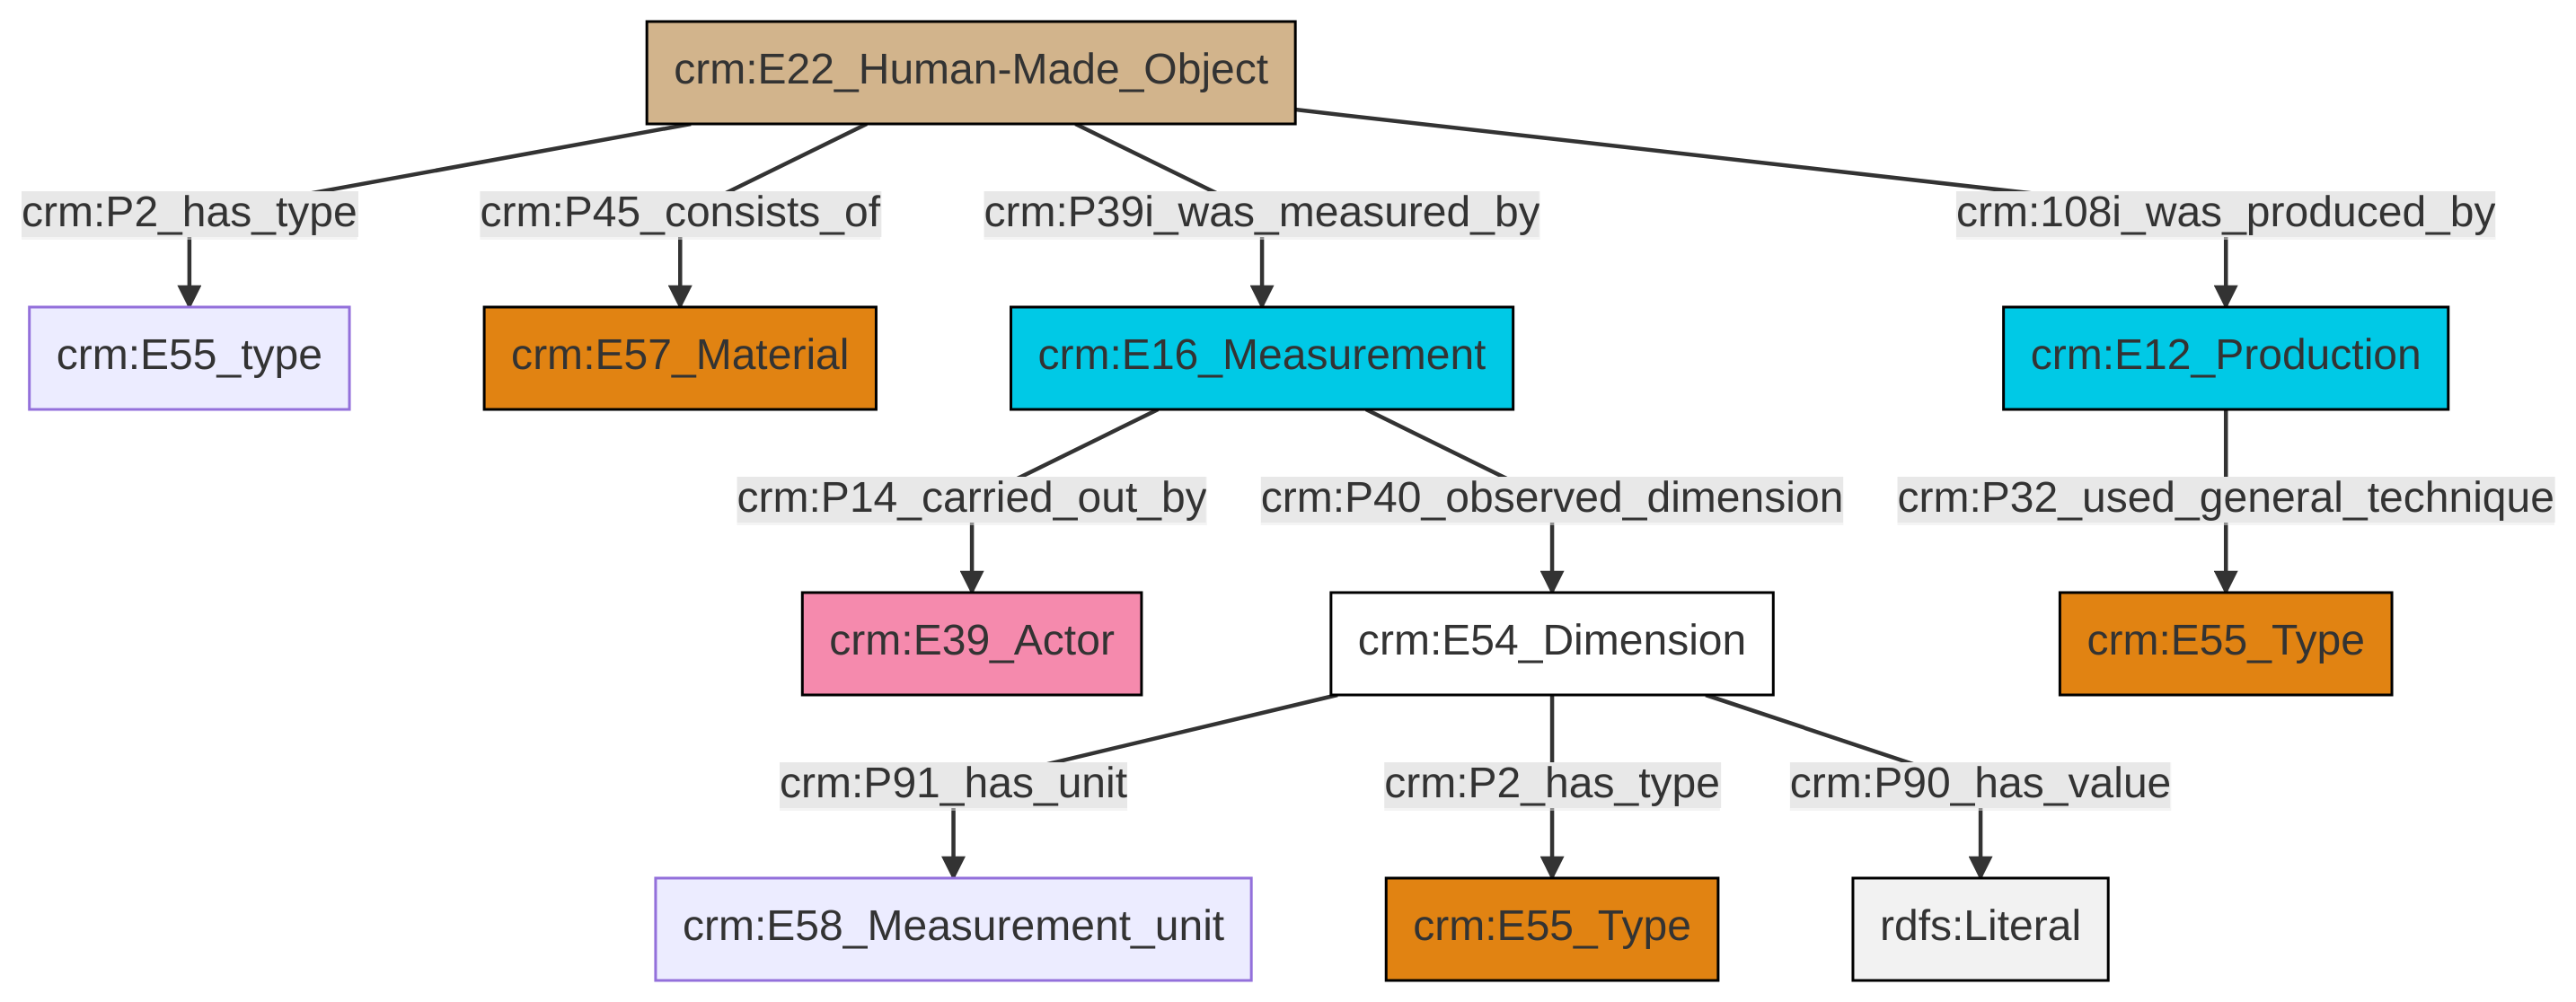 crm:E22_Human-Made_Object
crm:P2_has_type
crm:P45_consists_of
crm:P39i_was_measured_by
crm:108i_was_produced_by
crm:E55_type
crm:E57_Material
crm:E16_Measurement
crm:E12_Production
crm:P14_carried_out_by
crm:P40_observed_dimension
crm:P32_used_general_technique
crm:E39_Actor
crm:E54_Dimension
crm:E55_Type
crm:P91_has_unit
crm:P2_has_type
crm:P90_has_value
crm:E58_Measurement_unit
crm:E55_Type
rdfs:Literal